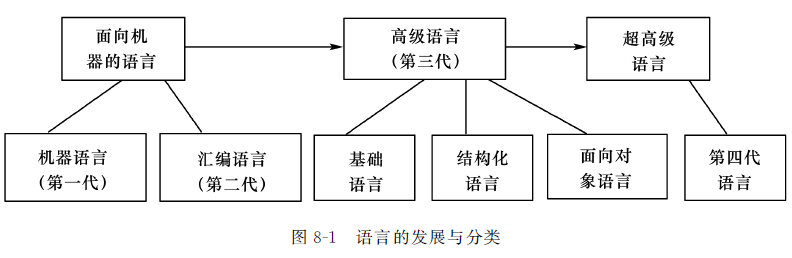 面向机
器的语言
高级语言
(第三代)
超高级
语言
机器语言
(第一代)
汇编语言
(第二代)
基础
语言
结构化
语言
面向对
象语言
第四代
语言
图 8-1 语言的发展与分类